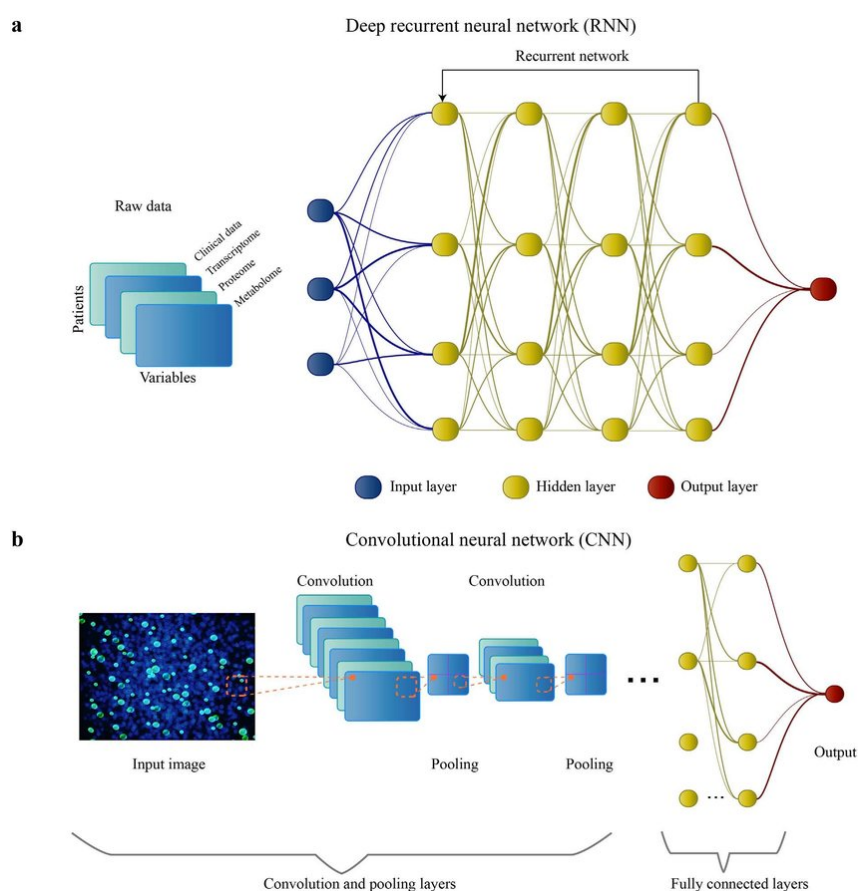 a
Deep recurrent neural network (RNN)
Recurrent network
Raw data
Clinical data
Transcriptome
Proteome
Metabolome
Patients
Variables
Input layer
Hidden layer
Output layer
b
Convolutional neural network (CNN)
Convolution
Convolution
...
...
Input image
Pooling
Pooling
Output
Convolution and pooling layers
Fully connected layers